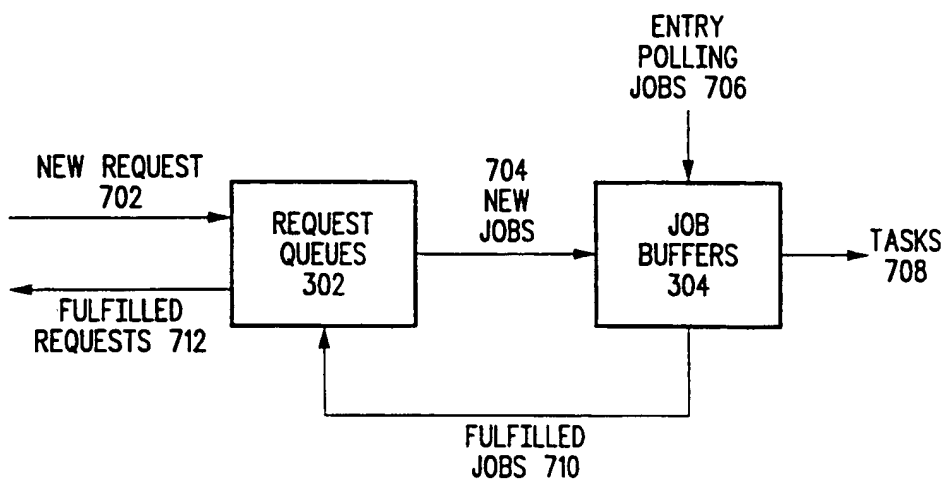 ENTRY
POLLING
JOBS 706
NEW REQUEST
702
704
NEW
JOBS
REQUEST
QUEUES
302
JOB
BUFFERS
304
TASKS
708
FULFILLED
REQUESTS 712
FULFILLED
JOBS 710